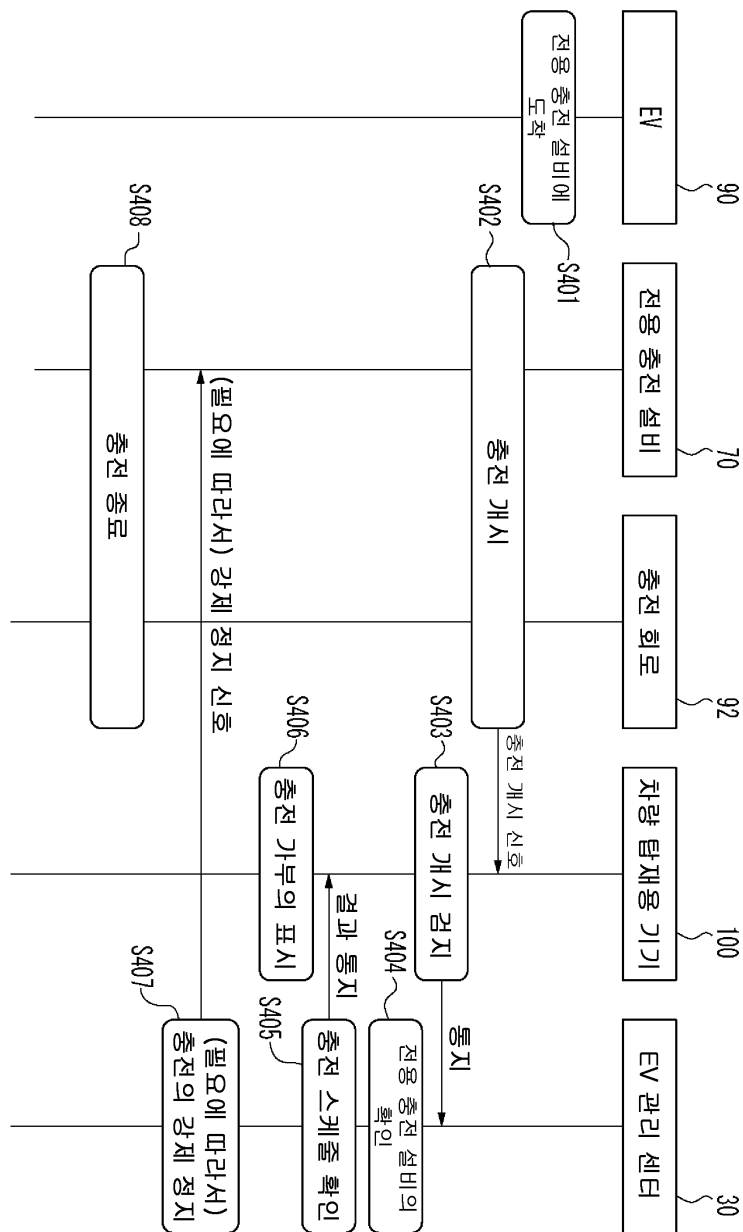 90
70
92
100
30
EV
전용 충전 설비
충전 회로
차량 탑재용 기기
EV 관리 센터
전용 충전 설비에
도착
S401
S402
충전 개시
충전 개시 신호
S403
충전 개시 검지
통지
S404
전용 충전 설비의
확인
S405
충전 스케줄 확인
결과 통지
S406
충전 가부의 표시
S407
(필요에 따라서)
충전의 강제 정지
(필요에 따라서) 강제 정지 신호
S408
충전 종료